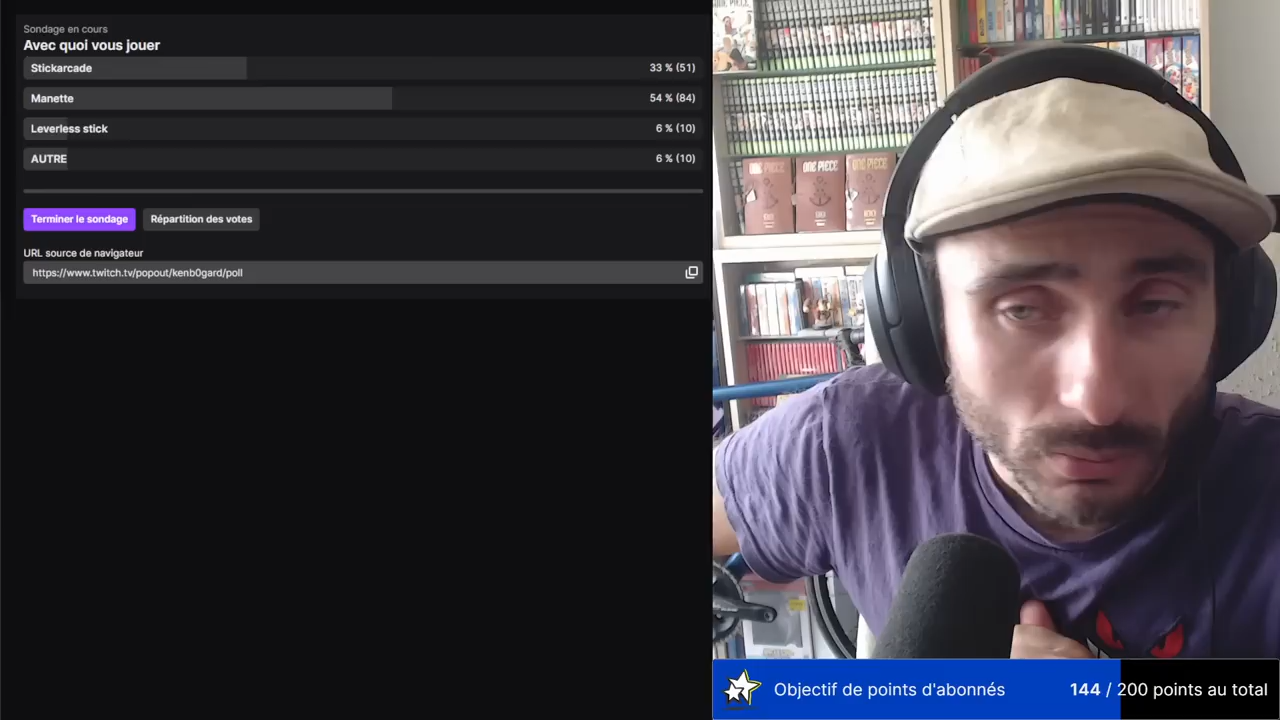 Sondage en cours
Avec quoi vous jouer
Stickarcade 33 % (51)
Manette 54 % (84)
Leverless stick 6 % (10)
AUTRE 6 % (10)
Terminer le sondage Répartition des votes
URL source de navigateur
https://www.twitch.tv/popout/kenb0gard/poll
ONE PIECE ONE PIECE ONE PIECE
Objectif de points d'abonnés 144 / 200 points au total